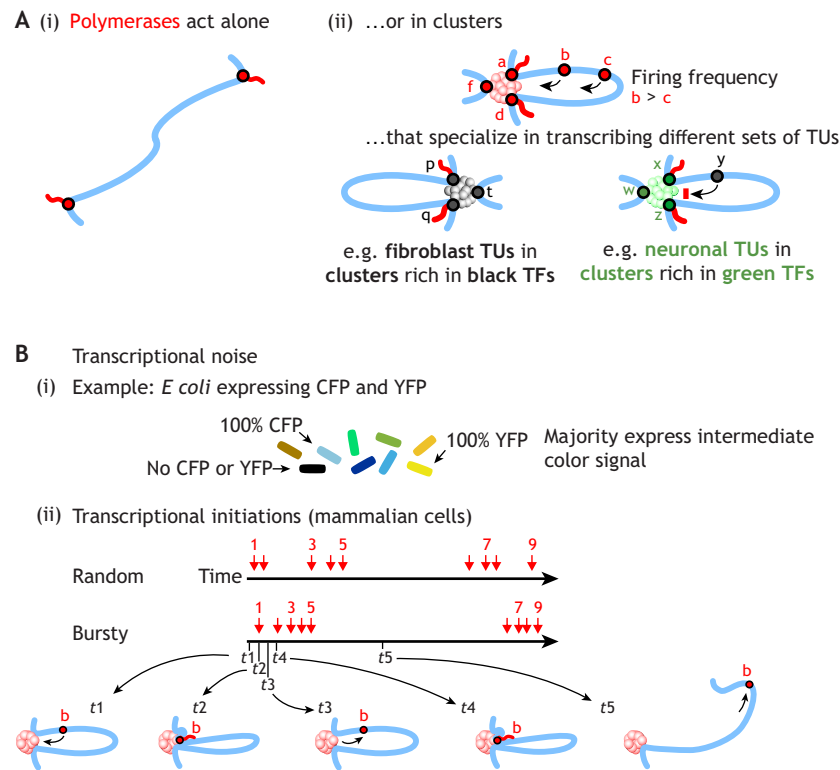 A (i) Polymerases act alone
(ii) ...or in clusters
a b c
f
d
Firing frequency
b > c
...that specialize in transcribing different sets of TUs
p
t
q
x y
w
z
e.g. fibroblast TUs in
clusters rich in black TFs
e.g. neuronal TUs in
clusters rich in green TFs
B Transcriptional noise
(i) Example: E coli expressing CFP and YFP
100% CFP
100% YFP
No CFP or YFP
Majority express intermediate
color signal
(ii) Transcriptional initiations (mammalian cells)
1 3 5 7 9
Random Time
1 3 5 7 9
Bursty
t1 t2 t3 t4 t5
t1 t2 t3 t4 t5
b b b b b